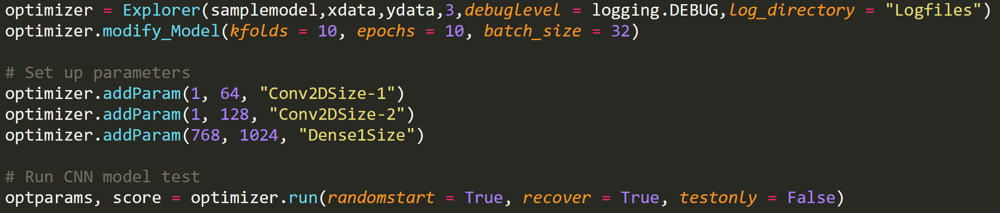 optimizer = Explorer(samplemodel,xdata,ydata,3,debuglevel = logging.DEBUG,log_directory = "Logfiles")
optimizer.modify_Model(kfolds = 10, epochs = 10, batch_size = 32)
# Set up parameters
optimizer.addParam(1, 64, "Conv2DSize-1")
optimizer.addParam(1, 128, "Conv2DSize-2")
optimizer.addParam(768, 1024, "Dense1Size")
# Run CNN model test
optparams, score = optimizer.run(randomstart = True, recover = True, testonly = False)